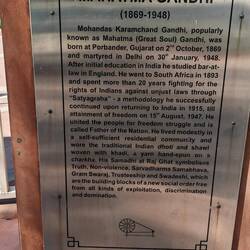 MAHATMA GANDHI
(1869-1948)
Mohandas Karamchand Gandhi, popularly
known as Mahatma (Great Soul) Gandhi, was
born at Porbander, Gujarat on 2nd October, 1869
and martyred in Delhi on 30th January, 1948.
After initial education in India he studied bar-at-
law in England. He went to South Africa in 1893
and spent more than 20 years fighting for the
rights of Indians against unjust laws through
"Satyagraha" - a methodology he successfully
continued upon returning to India in 1915, till
attainment of freedom on 15th August, 1947. He
united the people for freedom struggle and is
called Father of the Nation. He lived modestly in
a self-sufficient residential community and
wore the traditional Indian dhoti and shawl
woven with khadi, a yarn hand-spun on a
charkha. His Samadhi at Raj Ghat symbolises
Truth, Non-violence, Sarvadharma Samabhava,
Gram Swaraj, Trusteeship and Swadeshi, which
are the building blocks of a new social order free
from all kinds of exploitation, discrimination
and domination.